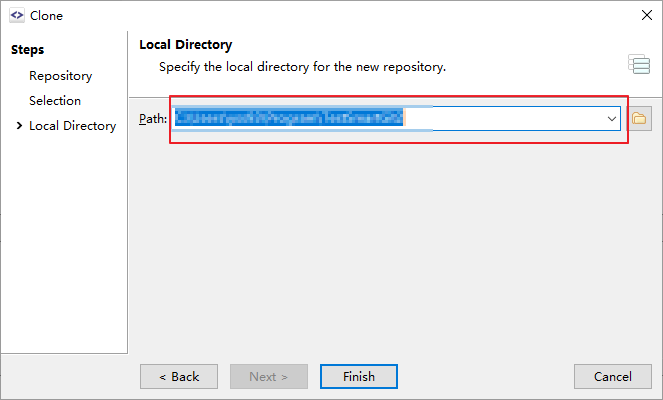 Clone
Steps
Repository
Selection
Local Directory
Local Directory
Specify the local directory for the new repository.
Path:
< Back
Next >
Finish
Cancel